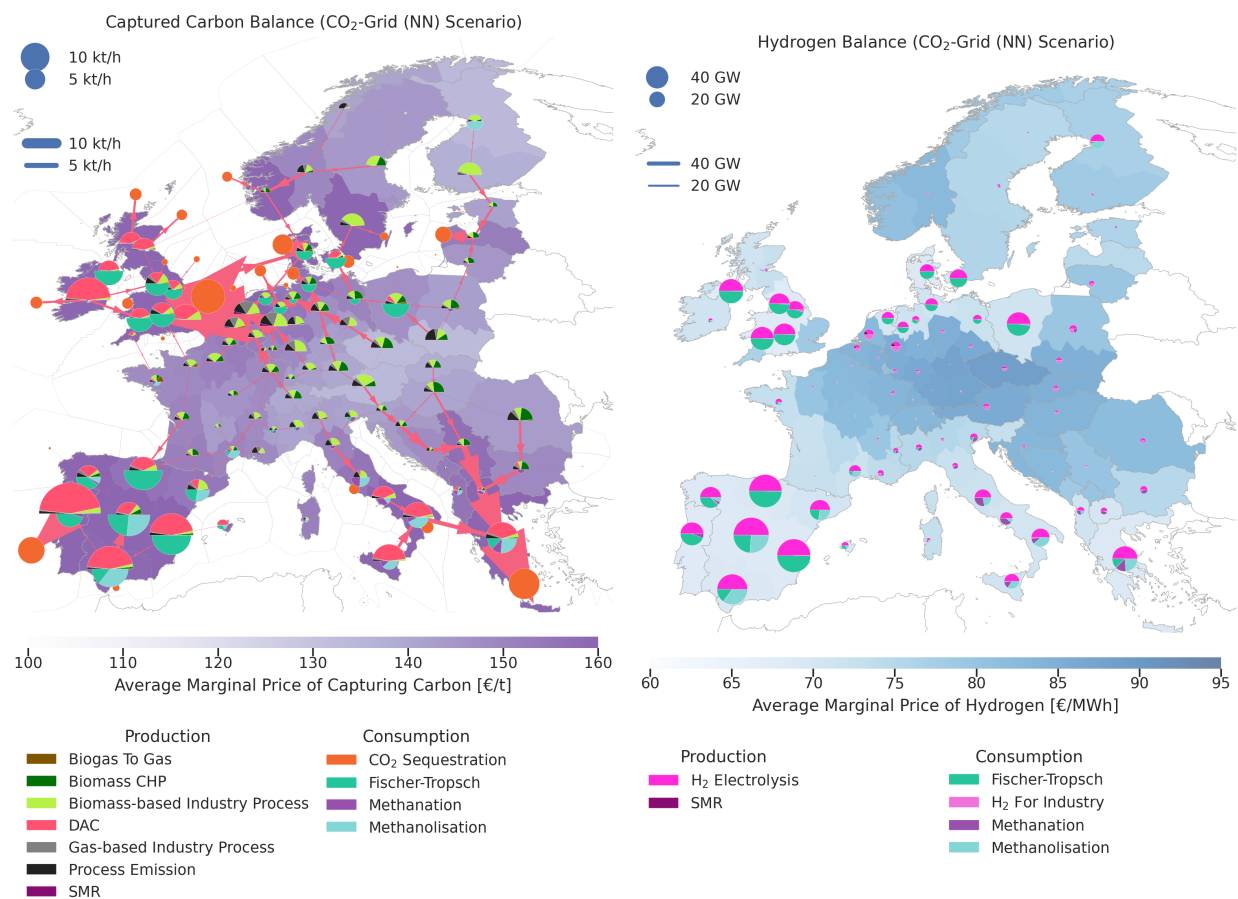 Captured Carbon Balance (CO₂-Grid (NN) Scenario)
10 kt/h
5 kt/h
10 kt/h
5 kt/h
100 110 120 130 140 150 160
Average Marginal Price of Capturing Carbon [€/t]
Production
Biogas To Gas
Biomass CHP
Biomass-based Industry Process
DAC
Gas-based Industry Process
Process Emission
SMR
Consumption
CO₂ Sequestration
Fischer-Tropsch
Methanation
Methanolisation
Hydrogen Balance (CO₂-Grid (NN) Scenario)
40 GW
20 GW
40 GW
20 GW
60 65 70 75 80 85 90 95
Average Marginal Price of Hydrogen [€/MWh]
Production
H₂ Electrolysis
SMR
Consumption
Fischer-Tropsch
H₂ For Industry
Methanation
Methanolisation